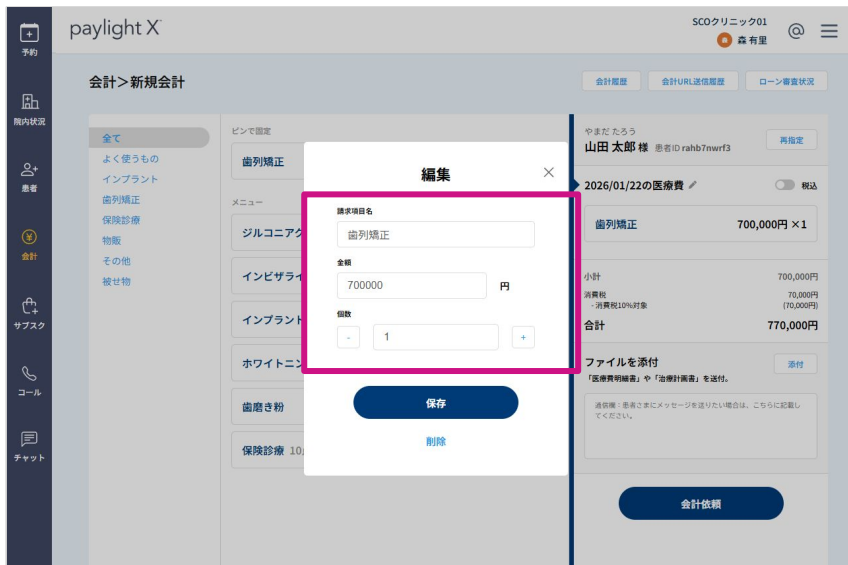 paylight X
SCOクリニック01
森 有里
予約
院内状況
患者
会計
サブスク
コール
チャット
会計>新規会計
会計履歴
会計URL送信履歴
ローン審査状況
全て
よく使うもの
インプラント
歯列矯正
保険診療
物販
その他
被せ物
ピンで固定
歯列矯正
メニュー
ジルコニアク
インビザライ
インプラント
ホワイトニン
歯磨き粉
保険診療 10
編集
請求項目名
歯列矯正
金額
700000
円
個数
-
1
+
保存
削除
やまだ たろう
山田 太郎 様 患者ID rahb7nwrf3
再指定
2026/01/22の医療費
税込
歯列矯正 700,000円 ×1
小計 700,000円
消費税 70,000円
・消費税10%対象 (70,000円)
合計 770,000円
ファイルを添付
添付
「医療費明細書」や「治療計画書」を送付。
通信欄：患者さまにメッセージを送りたい場合は、こちらに記載し
てください。
会計依頼